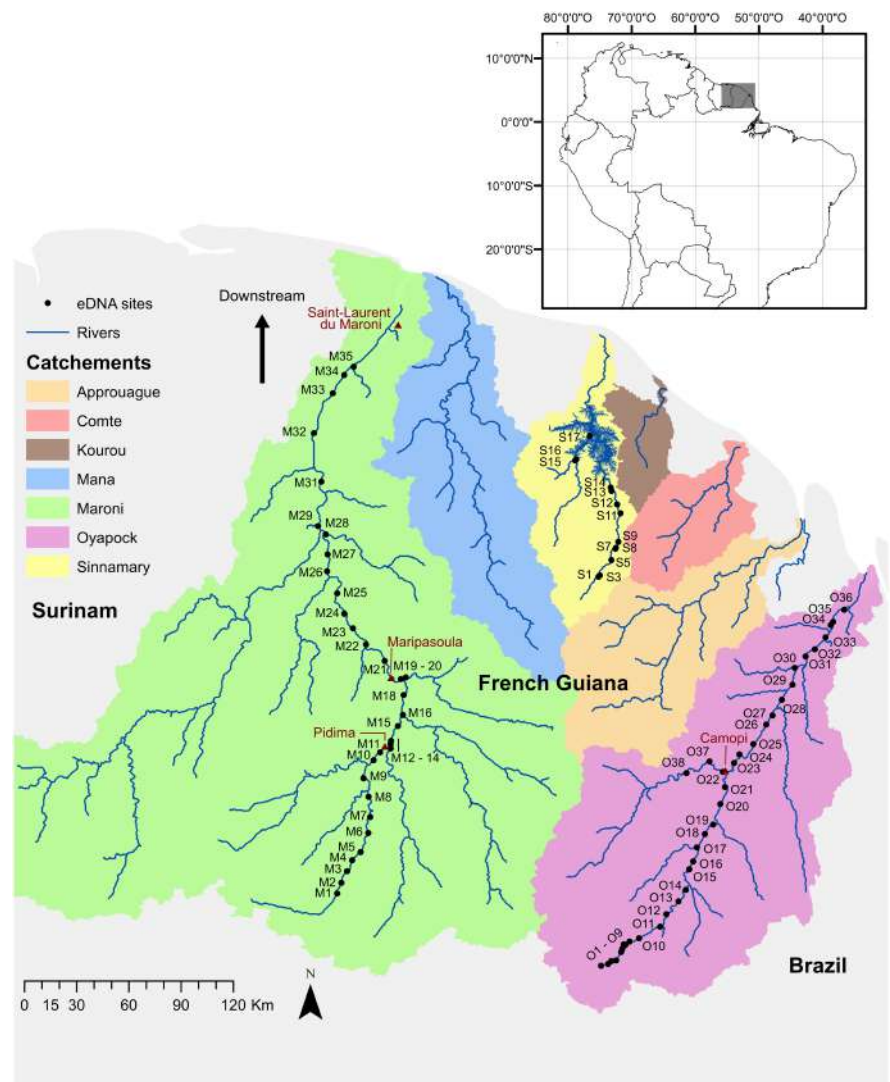 80°0'0"O 70°0'0"O 60°0'0"O 50°0'0"O 40°0'0"O
10°0'0"N
0°0'0"
10°0'0"S
20°0'0"S
eDNA sites
Rivers
Catchements
Approuague
Comte
Kourou
Mana
Maroni
Oyapock
Sinnamary
Downstream
Saint-Laurent
du Maroni
M35
M34
M33
M32
M31
M29
M28
M27
M26
M25
M24
M23
M22
Maripasoula
M21
M19 - 20
M18
M16
M15
Pidima
M11
M10
M12 - 14
M9
M8
M7
M6
M5
M4
M3
M2
M1
Surinam
French Guiana
Brazil
S17
S16
S15
S14
S13
S12
S11
S9
S7
S8
S5
S1
S3
O36
O35
O34
O33
O32
O31
O30
O29
O28
O27
O26
O25
Camopi
O24
O23
O37
O38
O22
O21
O20
O19
O18
O17
O16
O15
O14
O13
O12
O11
O10
O1 - O9
N
0 15 30 60 90 120 Km